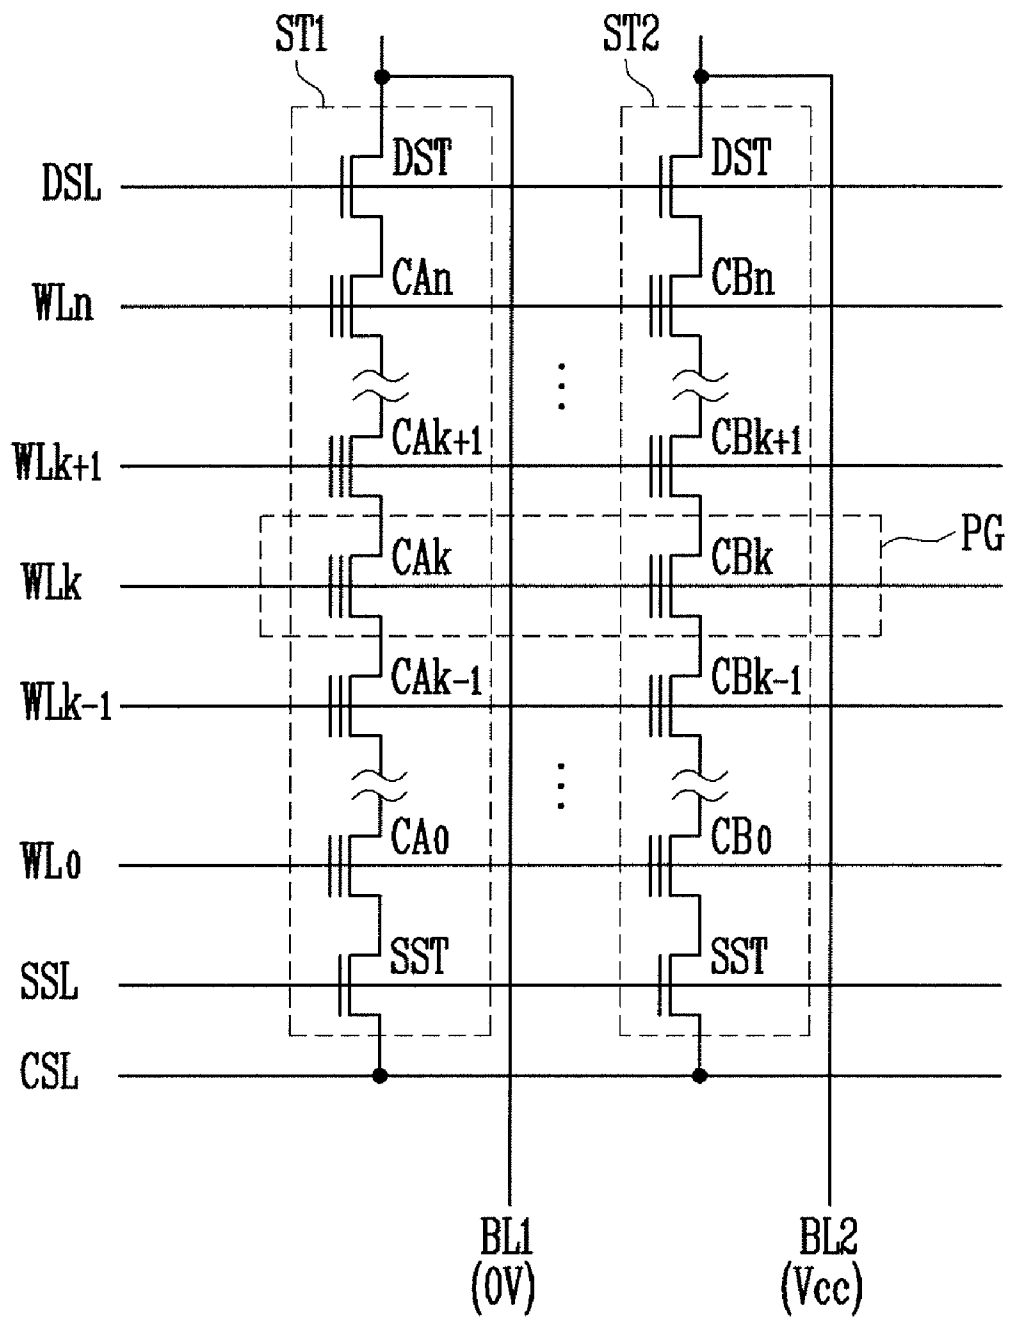 ST1 ST2
DSL DST DST
WLn CAn CBn
WLk+1 CAk+1 CBk+1
PG
WLk CAk CBk
WLk-1 CAk-1 CBk-1
WL0 CA0 CB0
SSL SST SST
CSL
BL1 BL2
(0V) (Vcc)